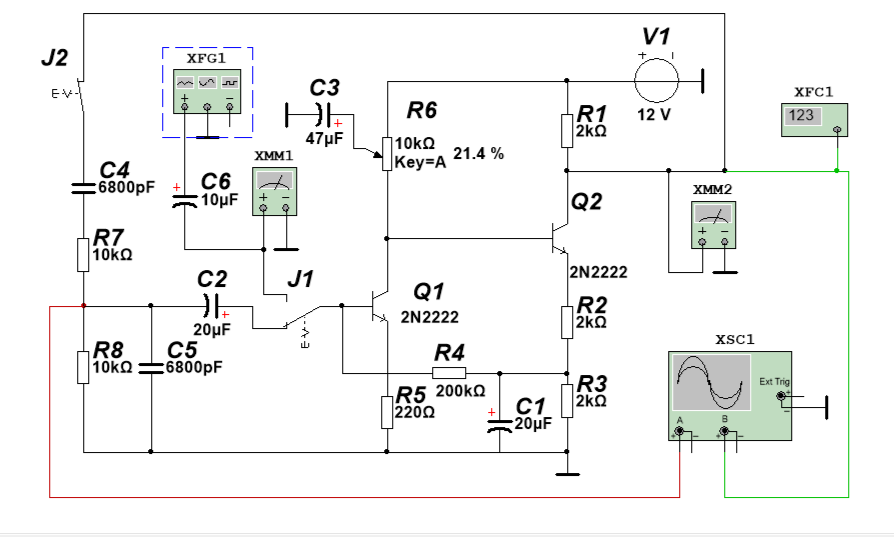 V1
J2
XFG1
E-V-
C3
XFC1
R6
R1
12 V
123
47µF
10kΩ
2kΩ
Key=A
21.4 %
XMM1
C4
C6
XMM2
6800pF
10µF
Q2
R7
10kΩ
2N2222
C2
J1
Q1
R2
20µF
E-V-
2N2222
2kΩ
XSC1
R8
C5
R4
10kΩ
6800pF
200kΩ
R3
Ext Trig
R5
C1
2kΩ
220Ω
20µF
A
B